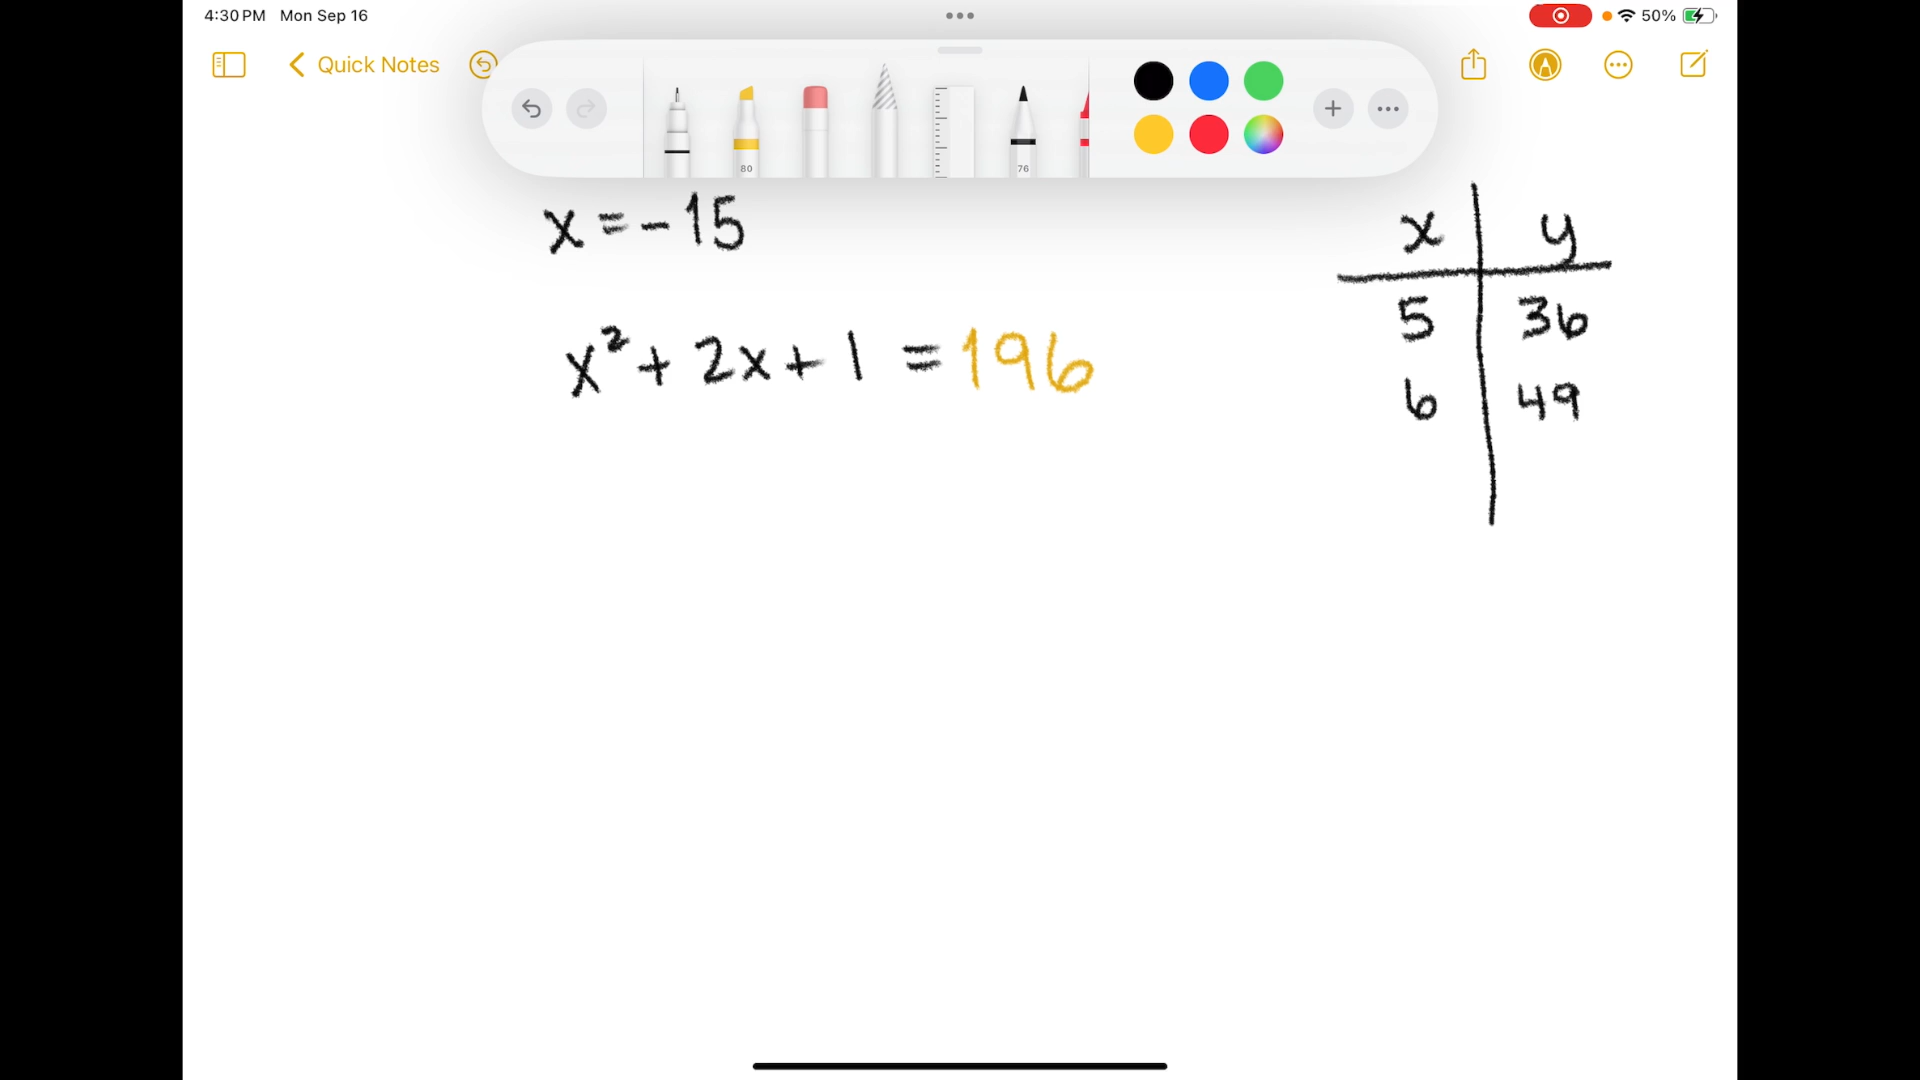 4:30 PM Mon Sep 16
50%
Quick Notes
80
76
x = -15
x² + 2x + 1 = 196
x y
5 36
6 49